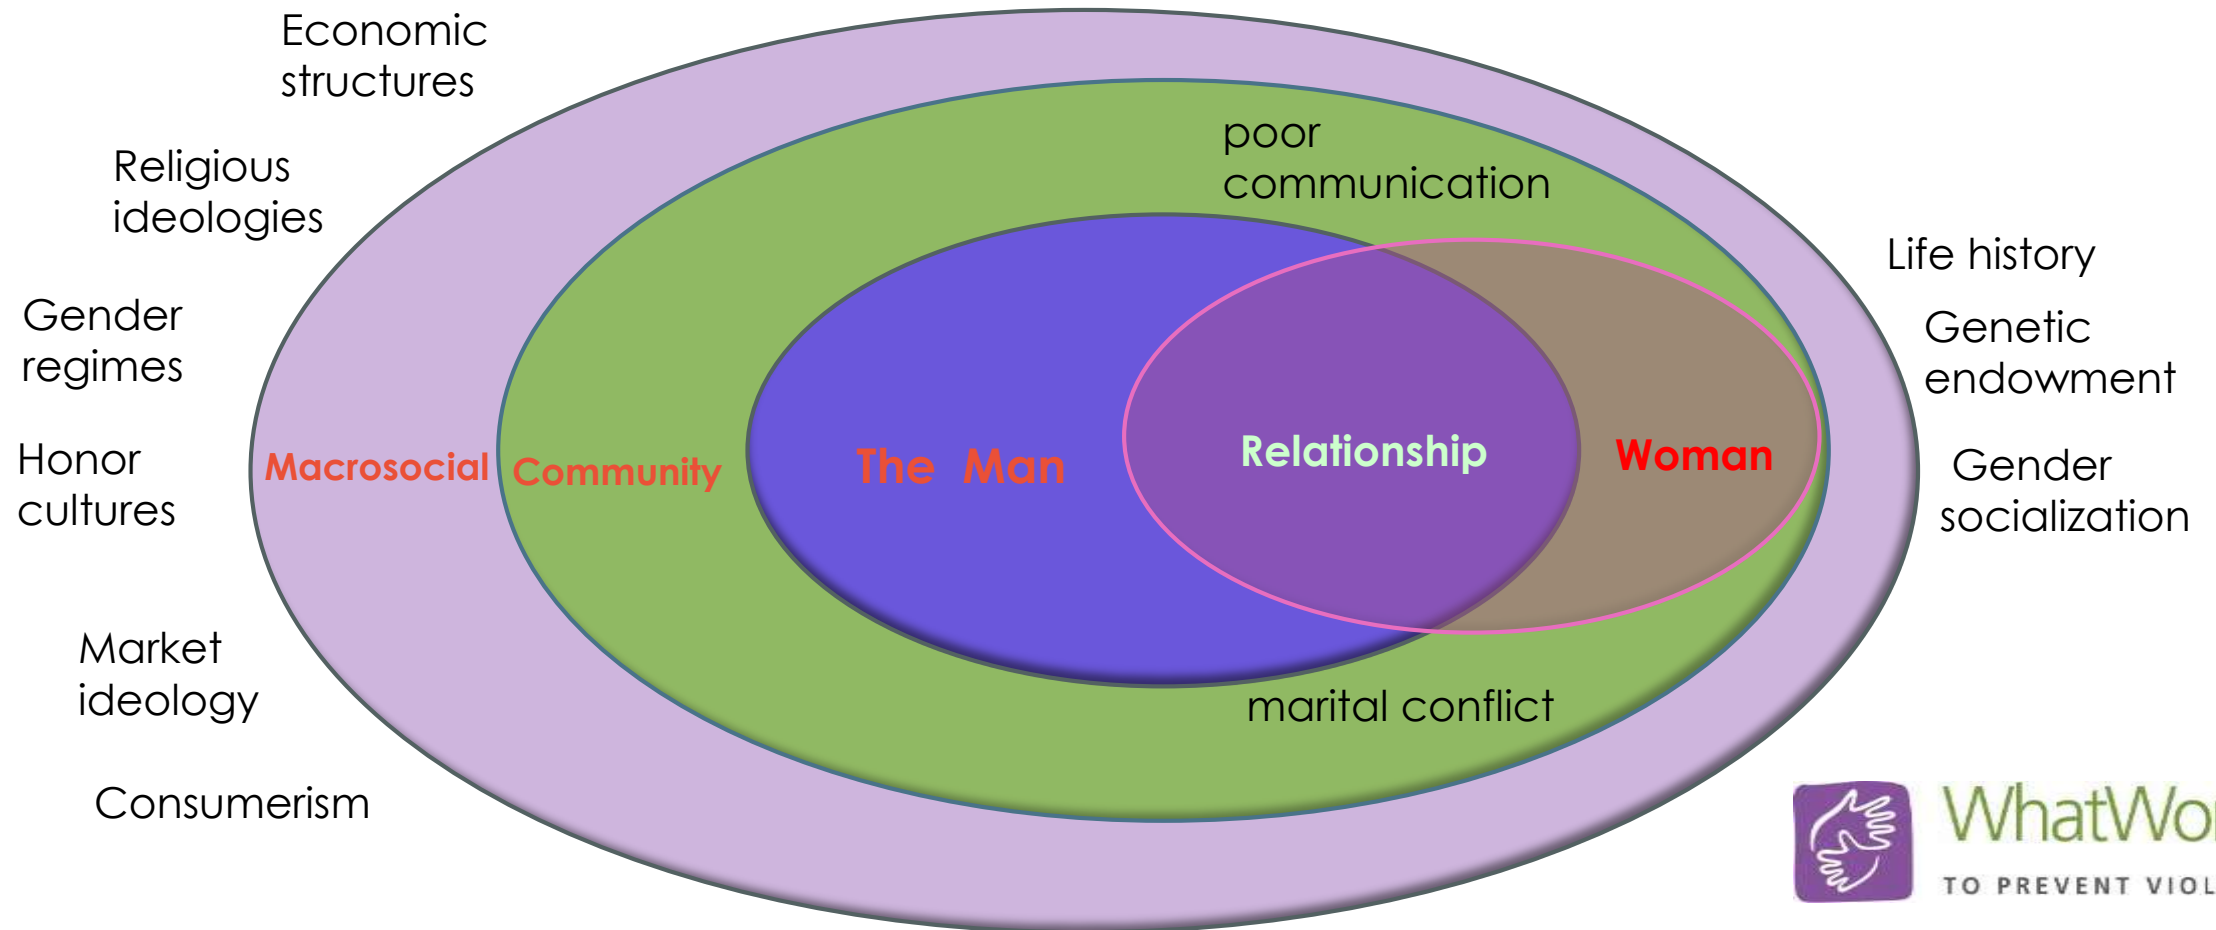 Economic
structures
Religious
ideologies
Gender
regimes
Honor
cultures
Market
ideology
Consumerism
Macrosocial
Community
The Man
Relationship
Woman
poor
communication
marital conflict
Life history
Genetic
endowment
Gender
socialization
WhatWo
TO PREVENT VIOL